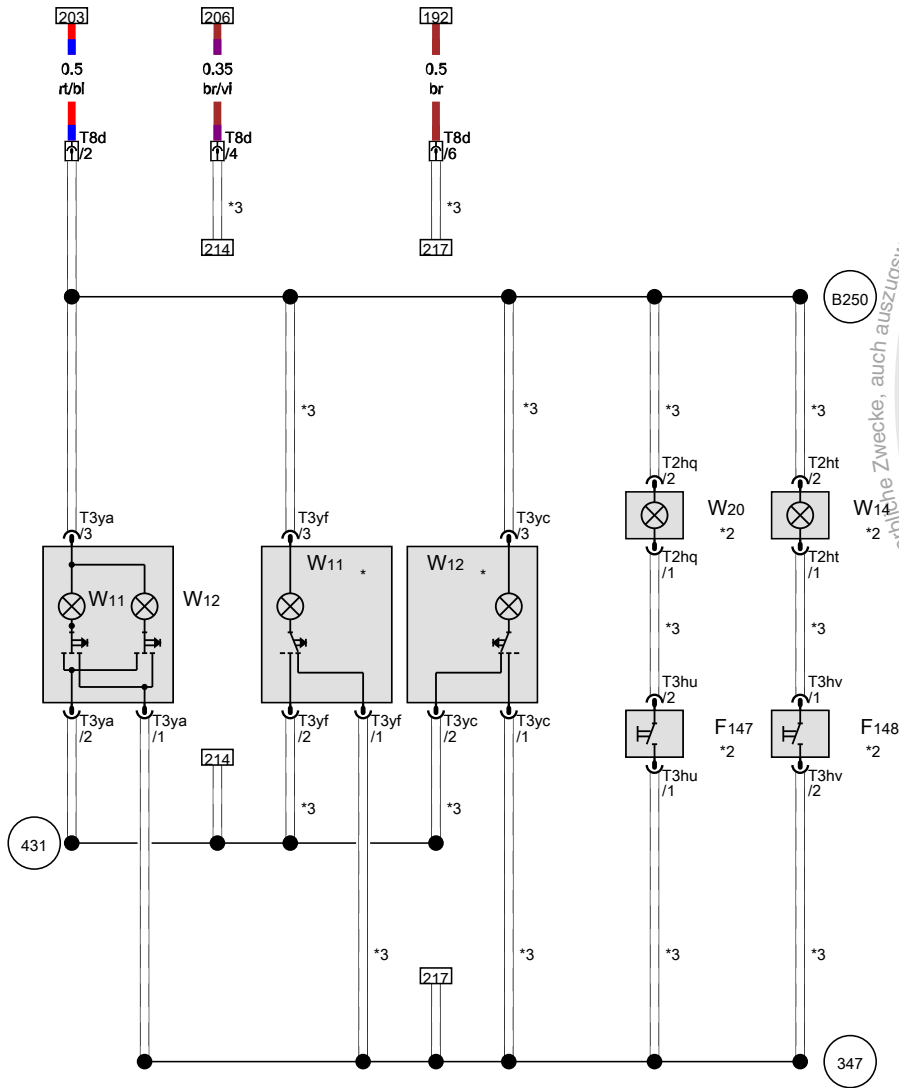 203
206
192
0.5
rt/bl
0.35
br/vi
0.5
br
T8d
/2
T8d
/4
T8d
/6
*3
*3
214
217
B250
*3
*3
*3
*3
T2hq
/2
T2ht
/2
W20
*2
W14
*2
T3ya
/3
T3yf
/3
T3yc
/3
T2hq
/1
T2ht
/1
W11
W12
W11
*
W12
*
*3
*3
T3hu
/2
T3hv
/1
T3ya
/2
T3ya
/1
T3yf
/2
T3yf
/1
T3yc
/2
T3yc
/1
F147
*2
F148
*2
214
T3hu
/1
T3hv
/2
*3
*3
431
*3
*3
*3
*3
217
347
Zwecke, auch